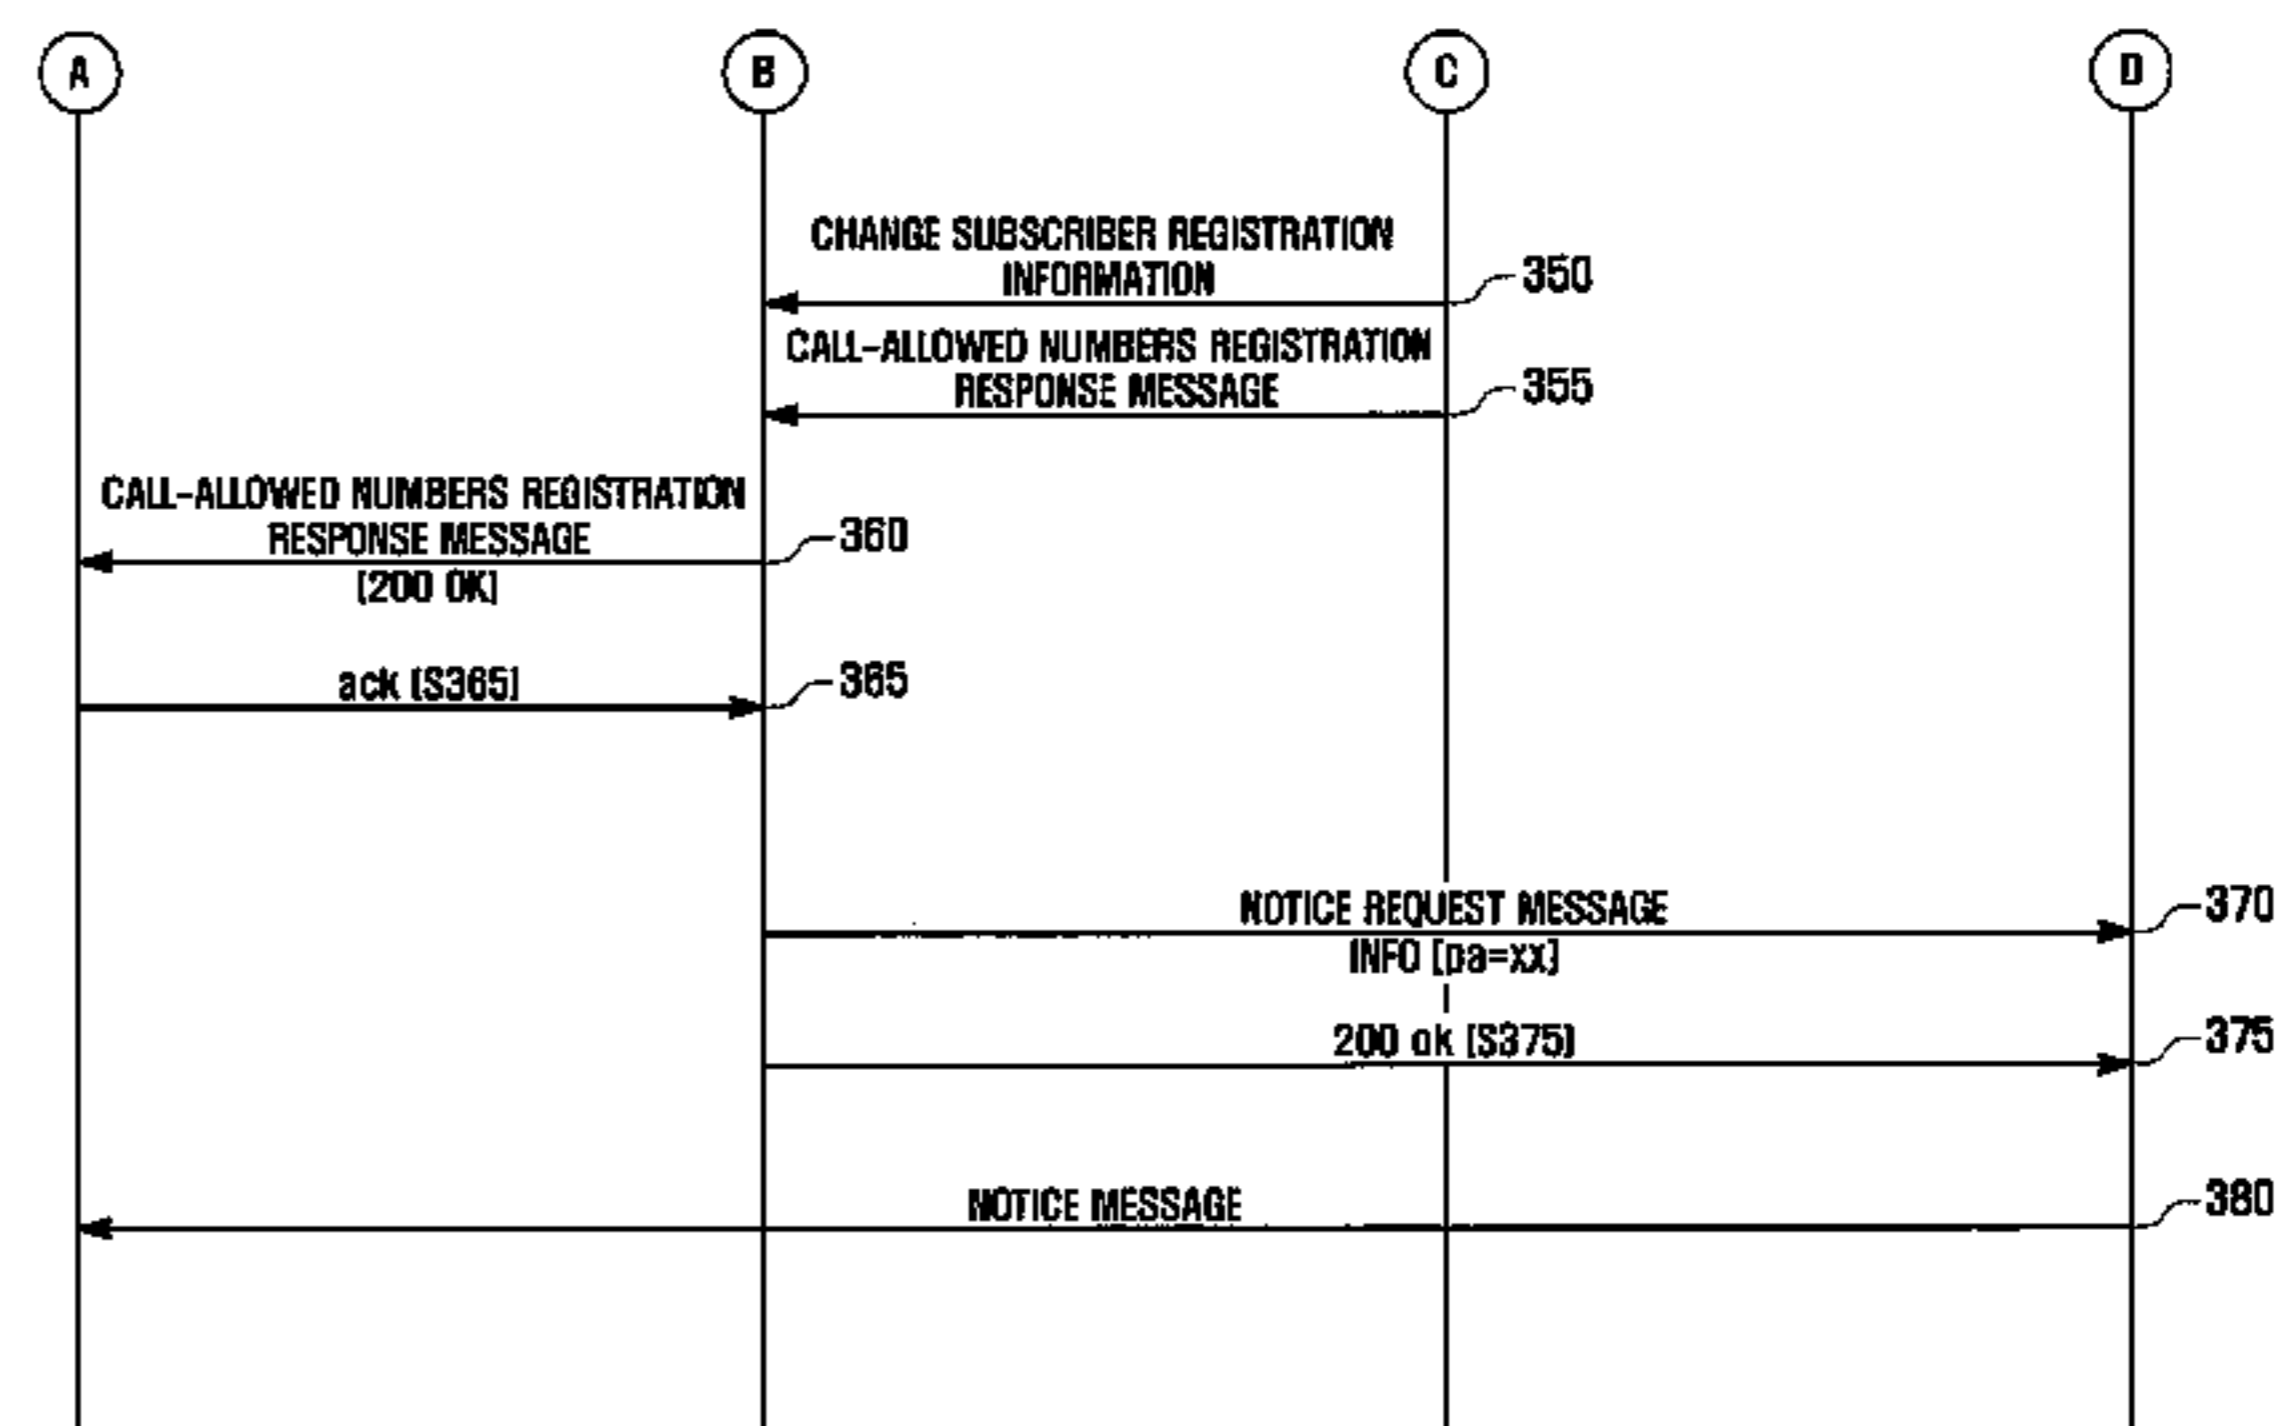 A
B
C
D
CHANGE SUBSCRIBER REGISTRATION
INFORMATION
350
CALL-ALLOWED NUMBERS REGISTRATION
RESPONSE MESSAGE
355
CALL-ALLOWED NUMBERS REGISTRATION
RESPONSE MESSAGE
360
[200 OK]
ack [S365]
365
NOTICE REQUEST MESSAGE
370
INFO [pa=xx]
200 ok [S375]
375
NOTICE MESSAGE
380